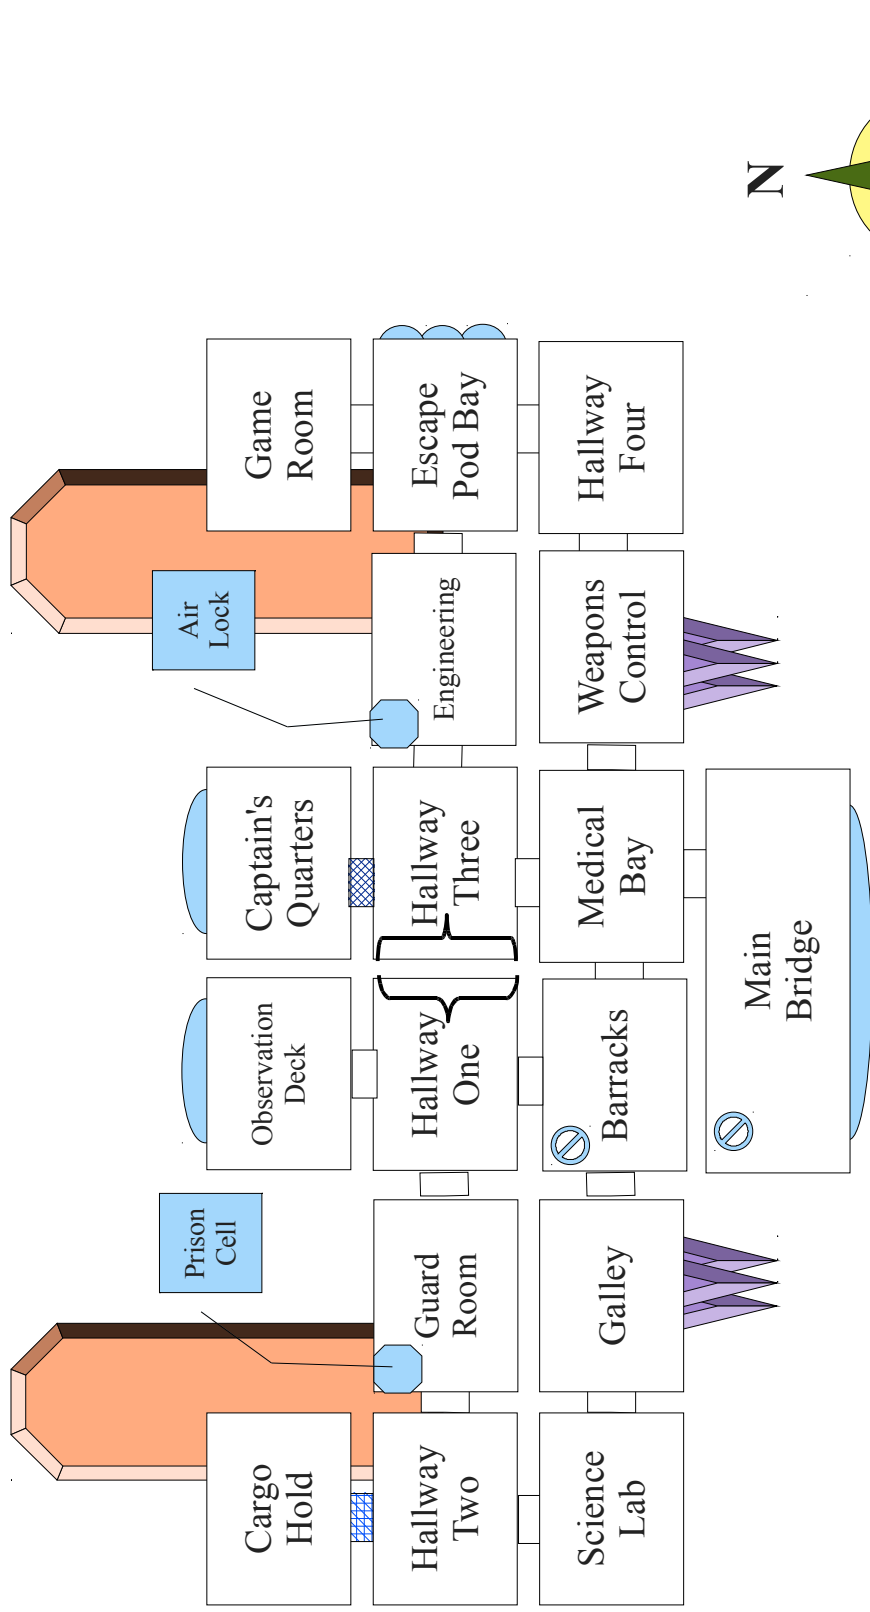 Prison
Cell
Air
Lock
Cargo
Hold
Observation
Deck
Captain's
Quarters
Game
Room
Hallway
Two
Guard
Room
Hallway
One
Hallway
Three
Engineering
Escape
Pod Bay
Science
Lab
Galley
Barracks
Medical
Bay
Weapons
Control
Hallway
Four
Main
Bridge
N